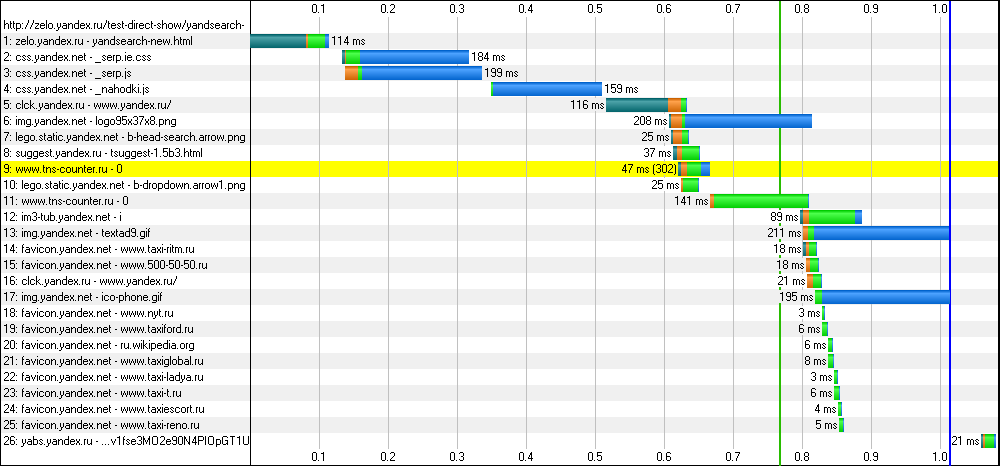 0.1 0.2 0.3 0.4 0.5 0.6 0.7 0.8 0.9 1.0
http://zelo.yandex.ru/test-direct-show/yandsearch-
1: zelo.yandex.ru - yandsearch-new.html 114 ms
2: css.yandex.net - _serp.ie.css 184 ms
3: css.yandex.net - _serp.js 199 ms
4: css.yandex.net - _nahodki.js 159 ms
5: clck.yandex.ru - www.yandex.ru/ 116 ms
6: img.yandex.net - logo95x37x8.png 208 ms
7: lego.static.yandex.net - b-head-search.arrow.png 25 ms
8: suggest.yandex.ru - tsuggest-1.5b3.html 37 ms
9: www.tns-counter.ru - 0 47 ms (302)
10: lego.static.yandex.net - b-dropdown.arrow1.png 25 ms
11: www.tns-counter.ru - 0 141 ms
12: im3-tub.yandex.net - i 89 ms
13: img.yandex.net - textad9.gif 211 ms
14: favicon.yandex.net - www.taxi-ritm.ru 18 ms
15: favicon.yandex.net - www.500-50-50.ru 18 ms
16: clck.yandex.ru - www.yandex.ru/ 21 ms
17: img.yandex.net - ico-phone.gif 195 ms
18: favicon.yandex.net - www.nyt.ru 3 ms
19: favicon.yandex.net - www.taxiford.ru 6 ms
20: favicon.yandex.net - ru.wikipedia.org 6 ms
21: favicon.yandex.net - www.taxiglobal.ru 8 ms
22: favicon.yandex.net - www.taxi-ladya.ru 3 ms
23: favicon.yandex.net - www.taxi-t.ru 6 ms
24: favicon.yandex.net - www.taxiescort.ru 4 ms
25: favicon.yandex.net - www.taxi-reno.ru 5 ms
26: yabs.yandex.ru - ...v1fse3MO2e90N4PIOpGT1U 21 ms
0.1 0.2 0.3 0.4 0.5 0.6 0.7 0.8 0.9 1.0